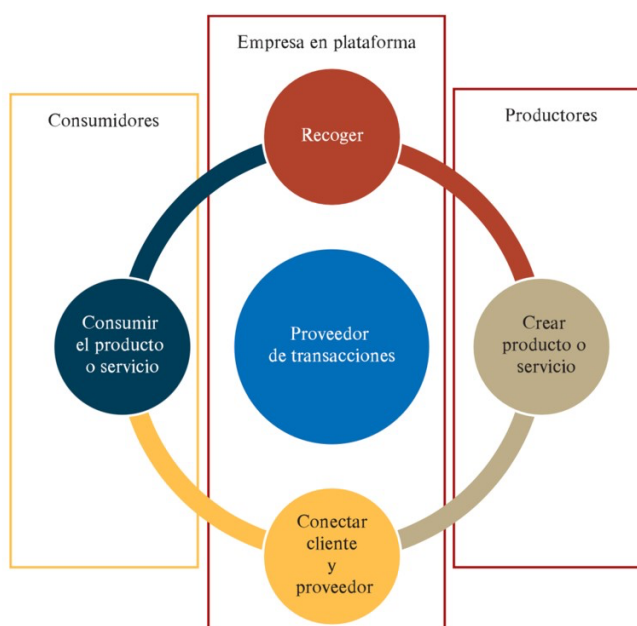 Empresa en plataforma
Consumidores
Productores
Recoger
Consumir
el producto
o servicio
Proveedor
de transacciones
Crear
producto o
servicio
Conectar
cliente
y
proveedor